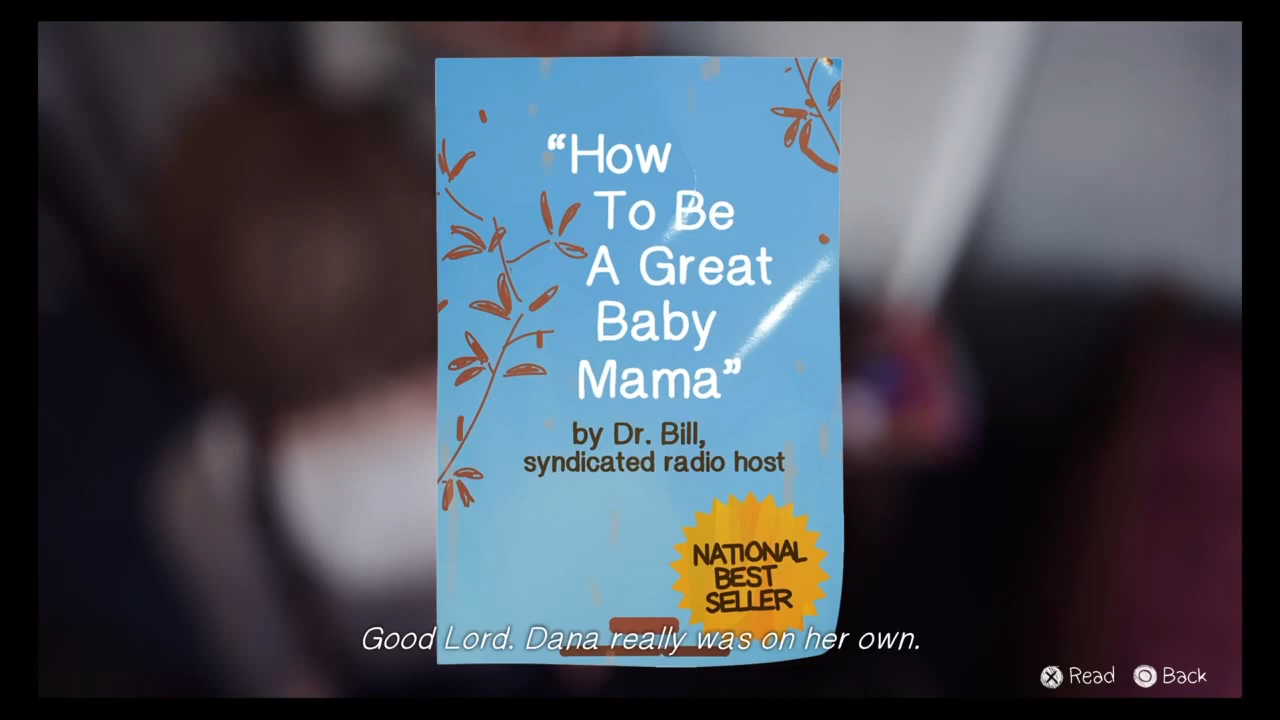 “How
To Be
A Great
Baby
Mama”
by Dr. Bill,
syndicated radio host
NATIONAL
BEST
SELLER
Good Lord. Dana really was on her own.
Read
Back